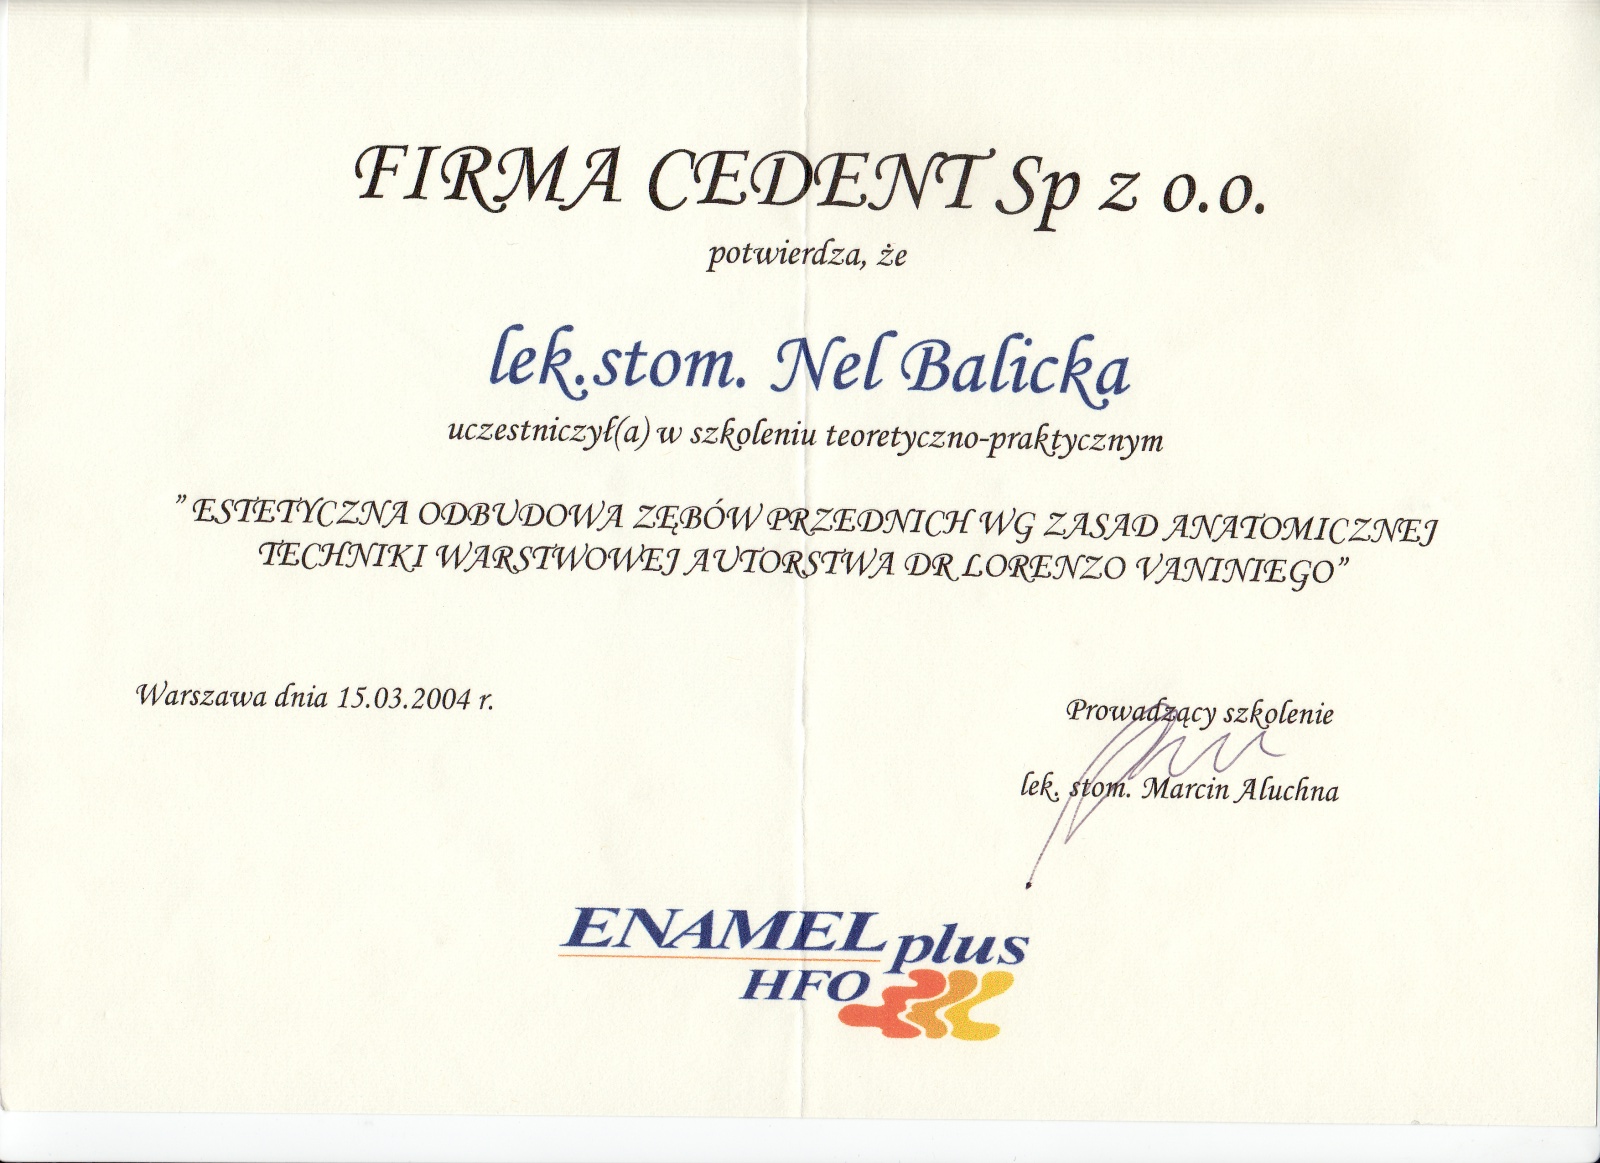 FIRMA CEDENT Sp z o.o.
potwierdza, że
lek.stom. Nel Balicka
uczestniczył(a) w szkoleniu teoretyczno-praktycznym
" ESTETYCZNA ODBUDOWA ZĘBÓW PRZEDNICH WG ZASAD ANATOMICZNEJ
TECHNIKI WARSTWOWEJ AUTORSTWA DR LORENZO VANINIEGO"
Warszawa dnia 15.03.2004 r.
Prowadzący szkolenie
lek. stom. Marcin Aluchna
ENAMEL plus
HFO